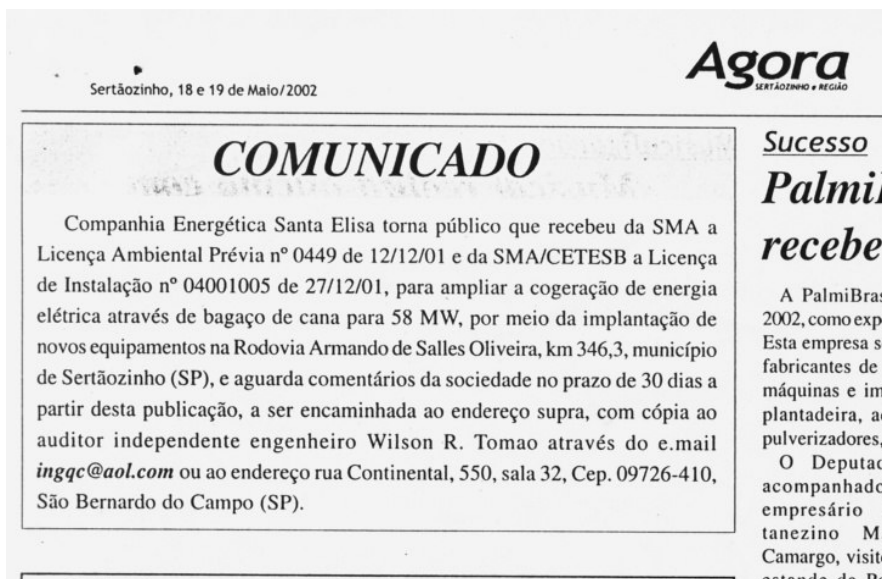 Sertãozinho, 18 e 19 de Maio/2002
Agora
SERTÃOZINHO e REGIÃO
COMUNICADO
Companhia Energética Santa Elisa torna público que recebeu da SMA a
Licença Ambiental Prévia nº 0449 de 12/12/01 e da SMA/CETESB a Licença
de Instalação nº 04001005 de 27/12/01, para ampliar a cogeração de energia
elétrica através de bagaço de cana para 58 MW, por meio da implantação de
novos equipamentos na Rodovia Armando de Salles Oliveira, km 346,3, município
de Sertãozinho (SP), e aguarda comentários da sociedade no prazo de 30 dias a
partir desta publicação, a ser encaminhada ao endereço supra, com cópia ao
auditor independente engenheiro Wilson R. Tomao através do e.mail
ingqc@aol.com ou ao endereço rua Continental, 550, sala 32, Cep. 09726-410,
São Bernardo do Campo (SP).
Sucesso
recebe
A PalmiBras
2002, como exp
Esta empresa s
fabricantes de
máquinas e im
plantadeira, a
pulverizadores,
O Deputad
acompanhado
empresário
tanezino M
Camargo, visit